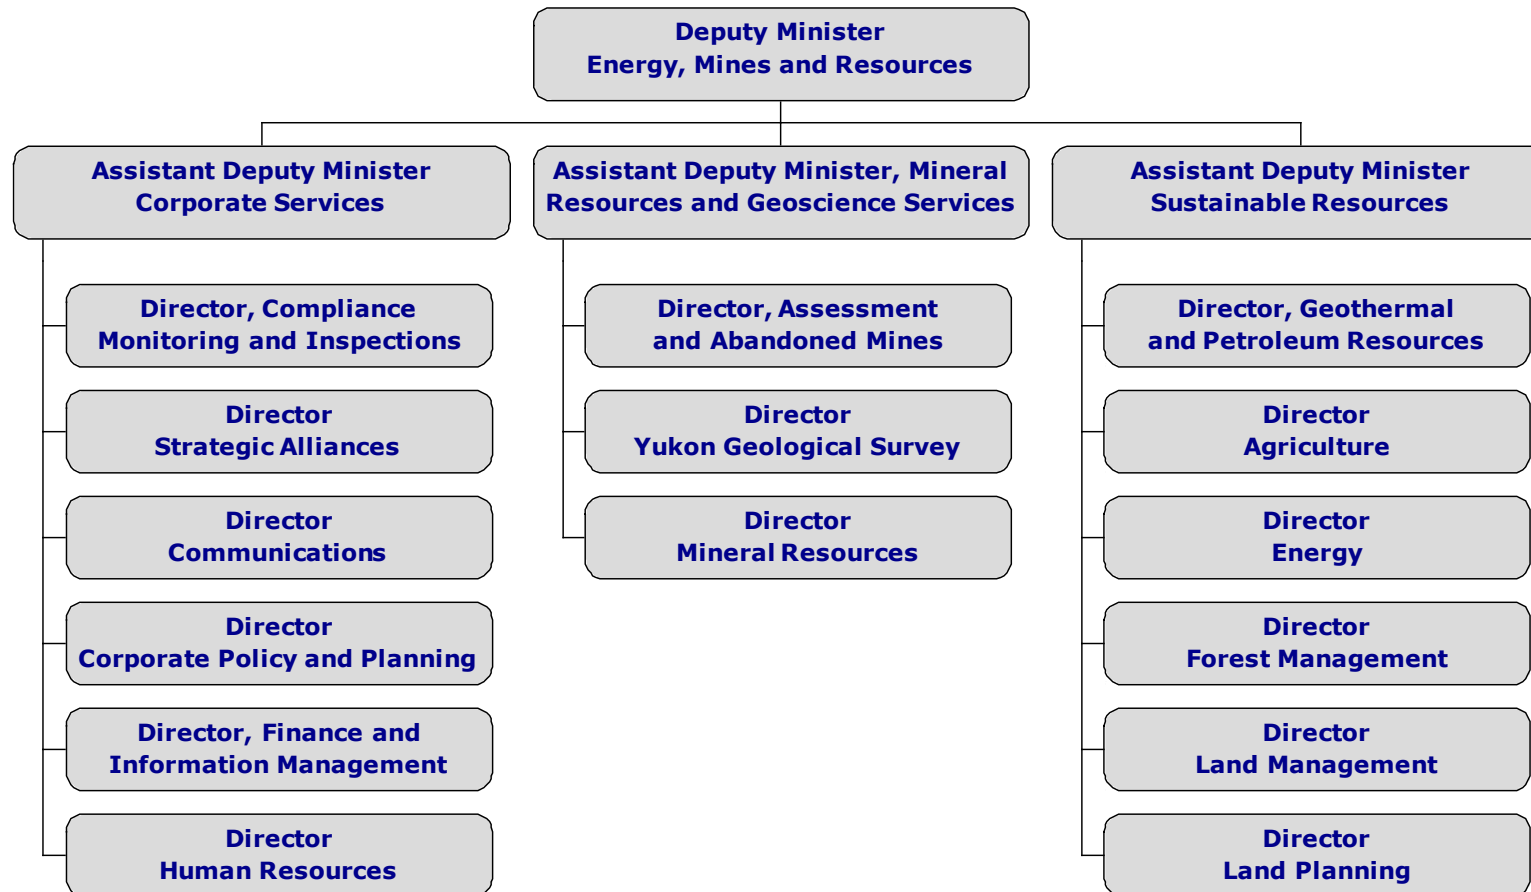 Deputy Minister
Energy, Mines and Resources
Assistant Deputy Minister
Corporate Services
Director, Compliance
Monitoring and Inspections
Director
Strategic Alliances
Director
Communications
Director
Corporate Policy and Planning
Director, Finance and
Information Management
Director
Human Resources
Assistant Deputy Minister, Mineral
Resources and Geoscience Services
Director, Assessment
and Abandoned Mines
Director
Yukon Geological Survey
Director
Mineral Resources
Assistant Deputy Minister
Sustainable Resources
Director, Geothermal
and Petroleum Resources
Director
Agriculture
Director
Energy
Director
Forest Management
Director
Land Management
Director
Land Planning